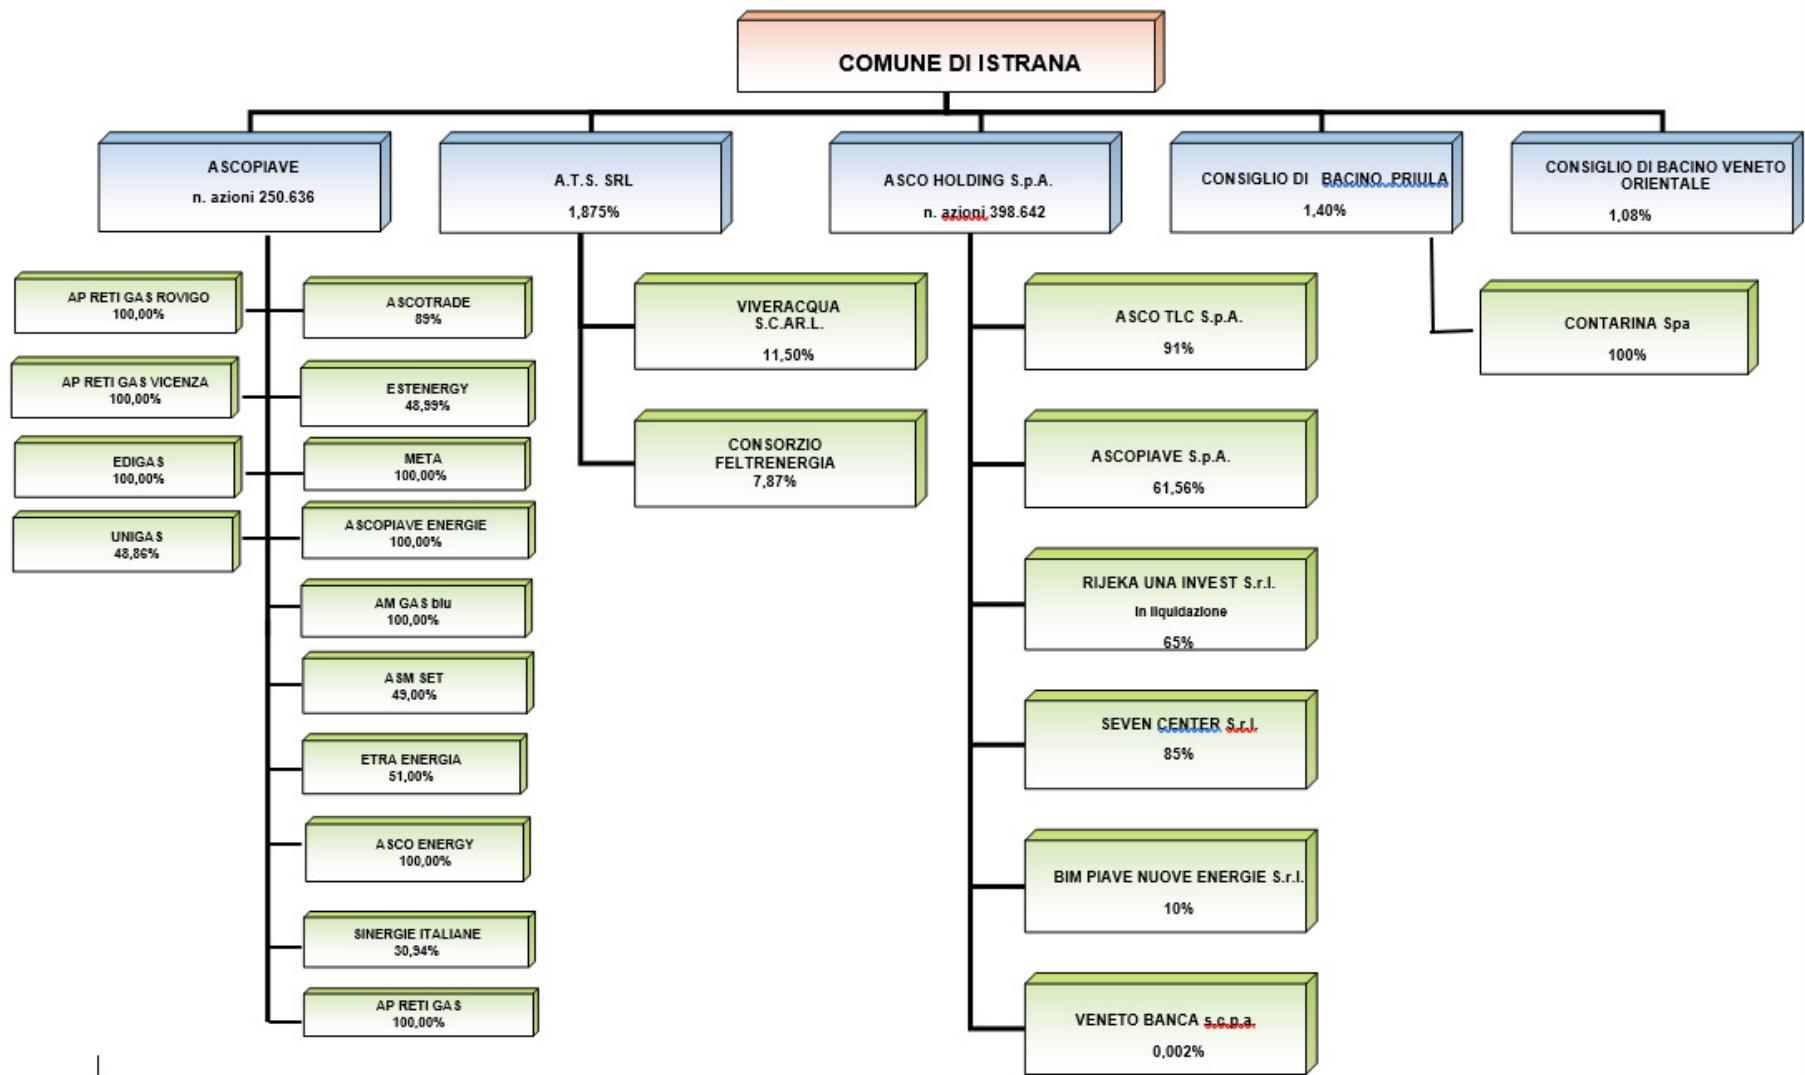 COMUNE DI ISTRANA
ASCOPIAVE
n. azioni 250.636
A.T.S. SRL
1,875%
ASCO HOLDING S.p.A.
n. azioni 398.642
CONSIGLIO DI BACINO PRIULA
1,40%
CONSIGLIO DI BACINO VENETO
ORIENTALE
1,08%
AP RETI GAS ROVIGO
100,00%
AP RETI GAS VICENZA
100,00%
EDIGAS
100,00%
UNIGAS
48,86%
ASCOTRADE
89%
ESTENERGY
48,99%
META
100,00%
ASCOPIAVE ENERGIE
100,00%
AM GAS blu
100,00%
ASM SET
49,00%
ETRA ENERGIA
51,00%
ASCO ENERGY
100,00%
SINERGIE ITALIANE
30,94%
AP RETI GAS
100,00%
VIVERACQUA
S.C.AR.L.
11,50%
CONSORZIO
FELTRENERGIA
7,87%
ASCO TLC S.p.A.
91%
ASCOPIAVE S.p.A.
61,56%
RIJEKA UNA INVEST S.r.l.
in liquidazione
65%
SEVEN CENTER S.r.l.
85%
BIM PIAVE NUOVE ENERGIE S.r.l.
10%
VENETO BANCA s.c.p.a.
0,002%
CONTARINA Spa
100%